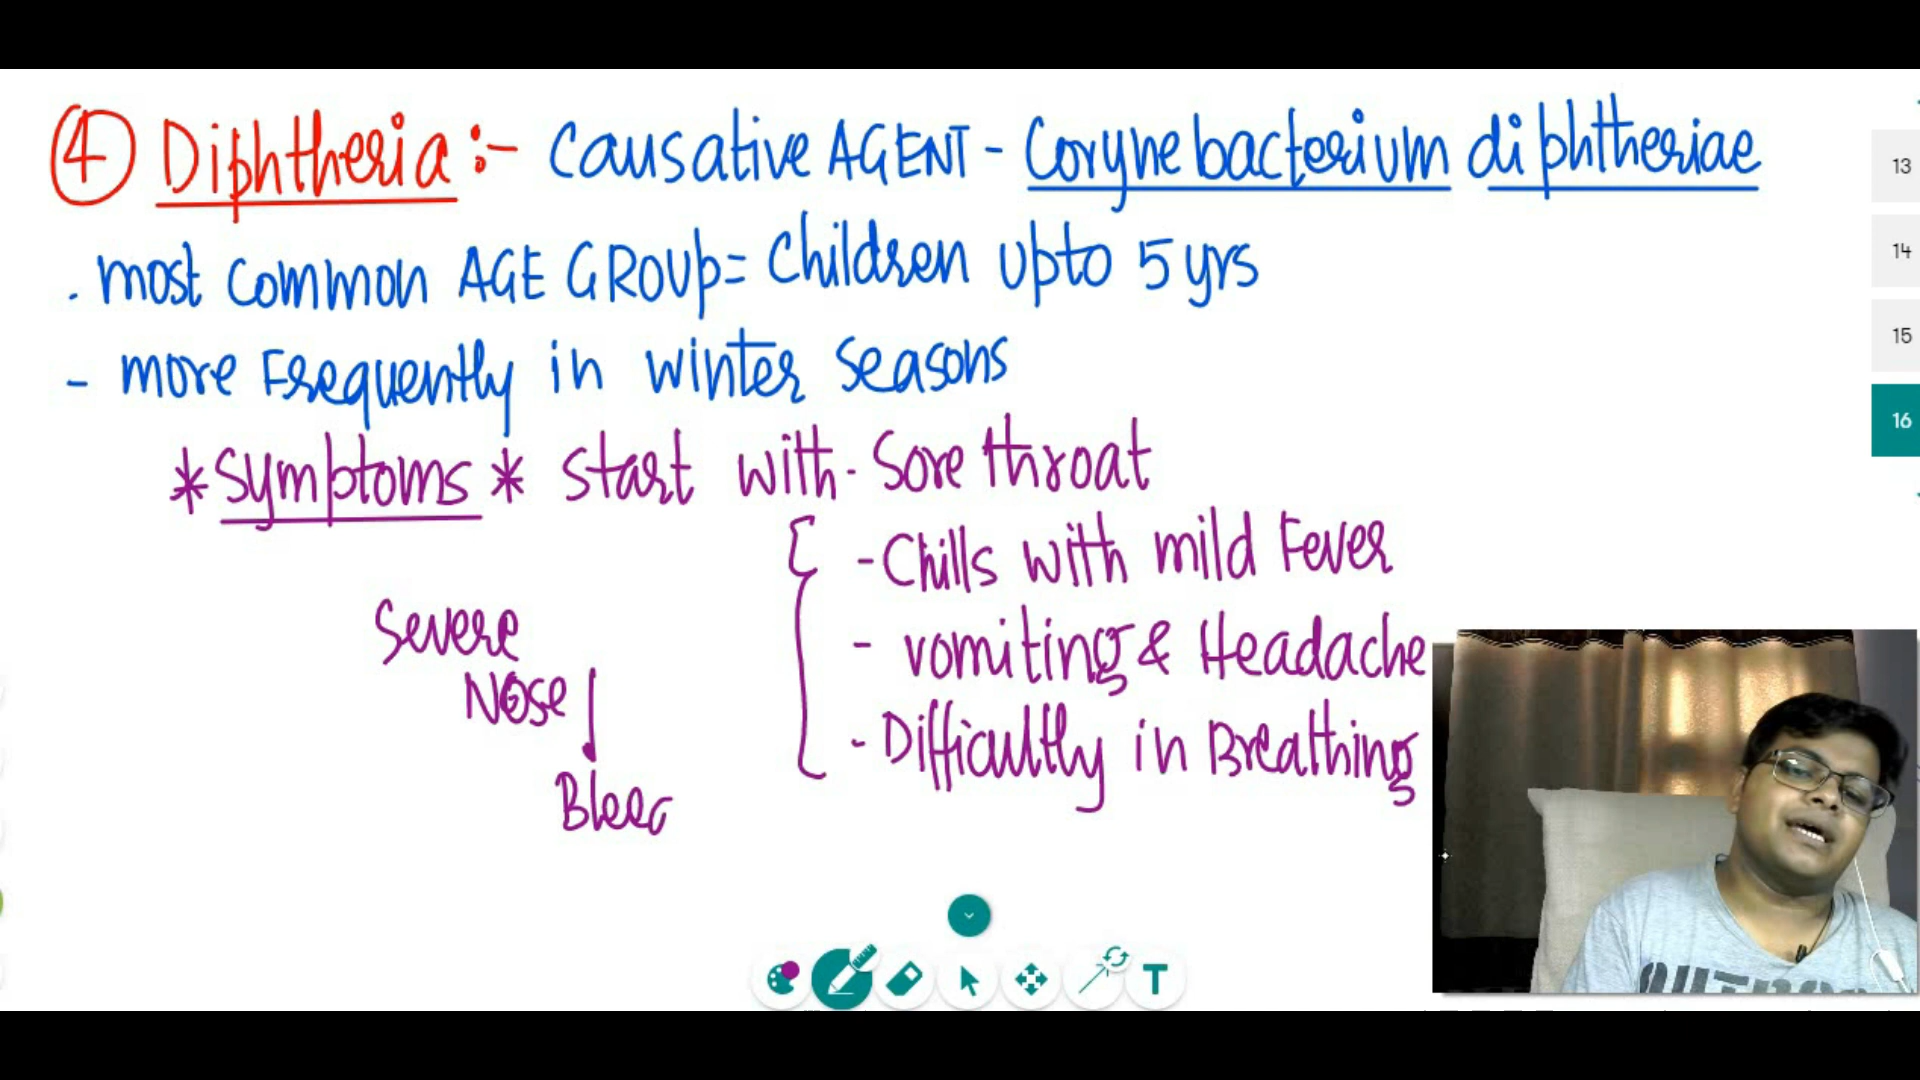 ④ Diphtheria :- Causative AGENT - Corynebacterium diphtheriae
. most common AGE GROUP = Children upto 5 yrs
- more Frequently in winter seasons
*Symptoms* start with - Sore throat
- Chills with mild Fever
- vomiting & Headache
- Difficultly in Breathing
Severe
Nose
Bleed
13
14
15
16
T